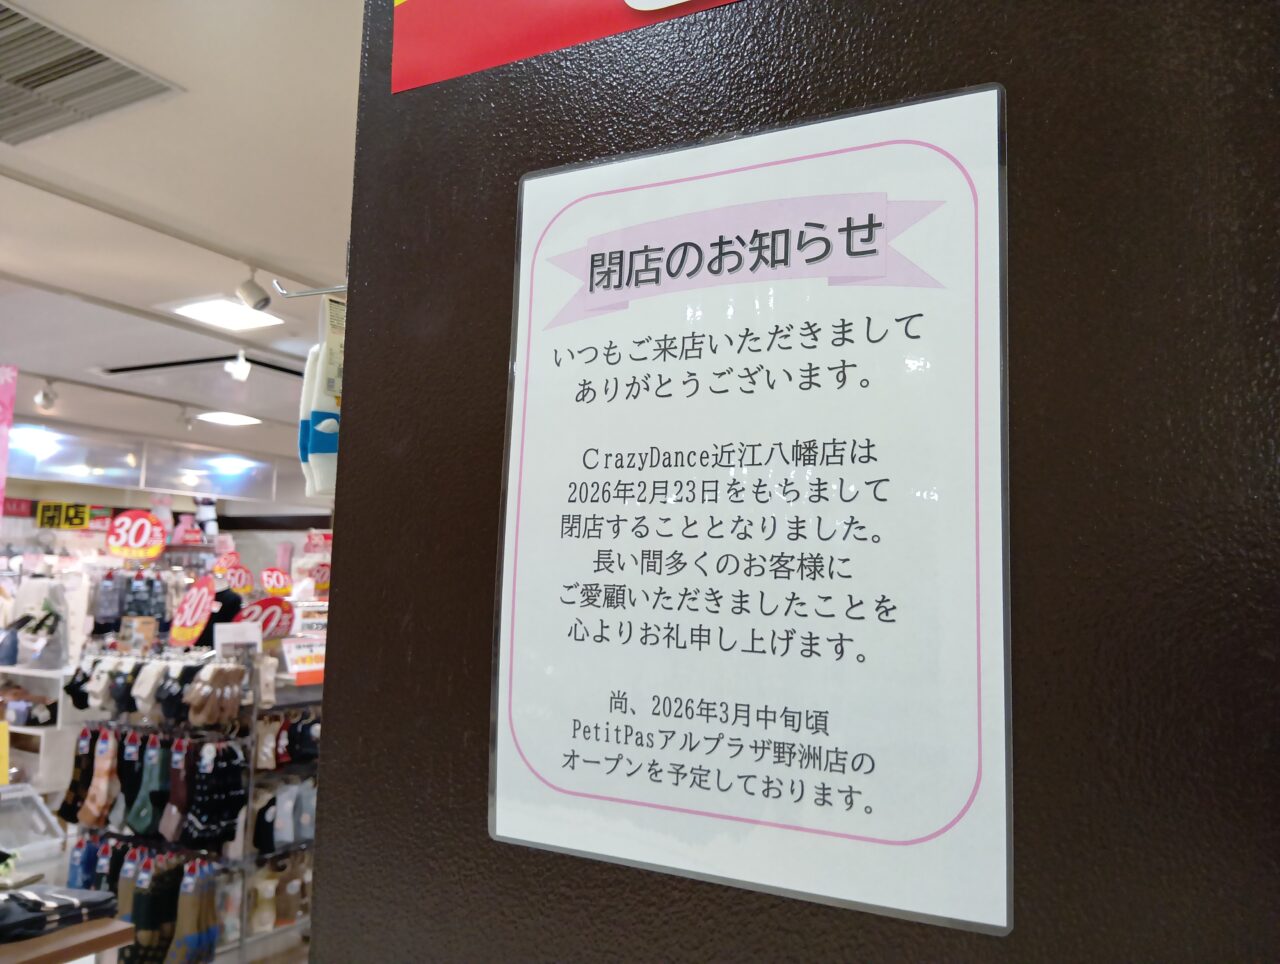 閉店のお知らせ
いつもご来店いただきまして
ありがとうございます。
CrazyDance近江八幡店は
2026年2月23日をもちまして
閉店することとなりました。
長い間多くのお客様に
ご愛顧いただきましたことを
心よりお礼申し上げます。
尚、2026年3月中旬頃
PetitPasアルプラザ野洲店の
オープンを予定しております。
閉店
30
50
30
30